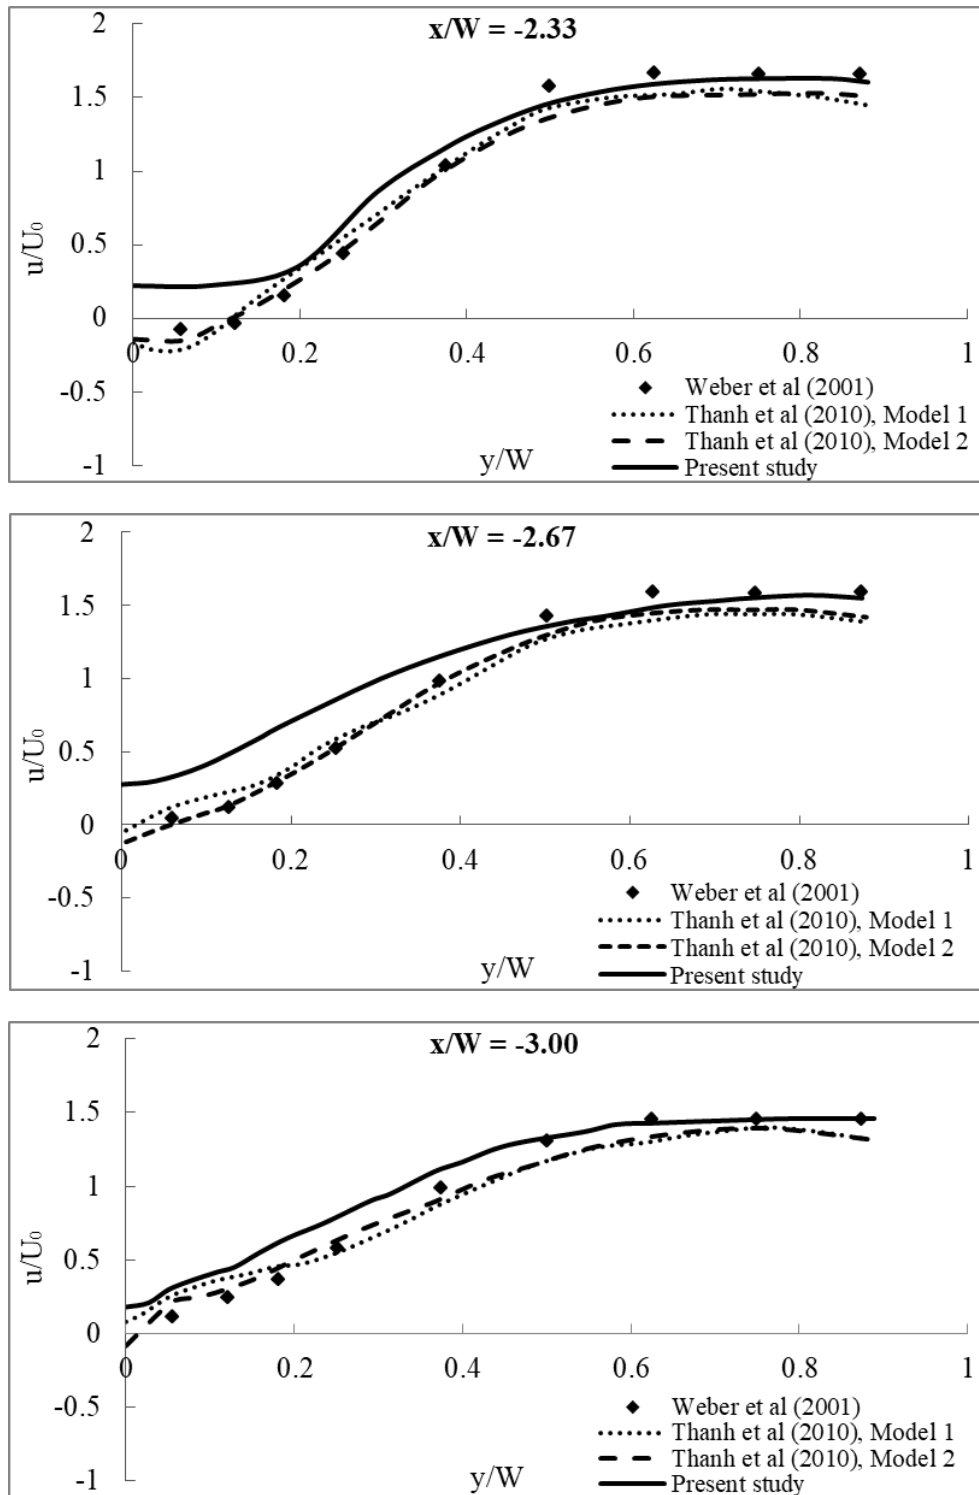 x/W = -2.33
2
1.5
1
0.5
0
-0.5
-1
u/U₀
0 0.2 0.4 0.6 0.8 1
y/W
Weber et al (2001)
Thanh et al (2010), Model 1
Thanh et al (2010), Model 2
Present study
x/W = -2.67
2
1.5
1
0.5
0
-0.5
-1
u/U₀
0 0.2 0.4 0.6 0.8 1
y/W
Weber et al (2001)
Thanh et al (2010), Model 1
Thanh et al (2010), Model 2
Present study
x/W = -3.00
2
1.5
1
0.5
0
-0.5
-1
u/U₀
0 0.2 0.4 0.6 0.8 1
y/W
Weber et al (2001)
Thanh et al (2010), Model 1
Thanh et al (2010), Model 2
Present study